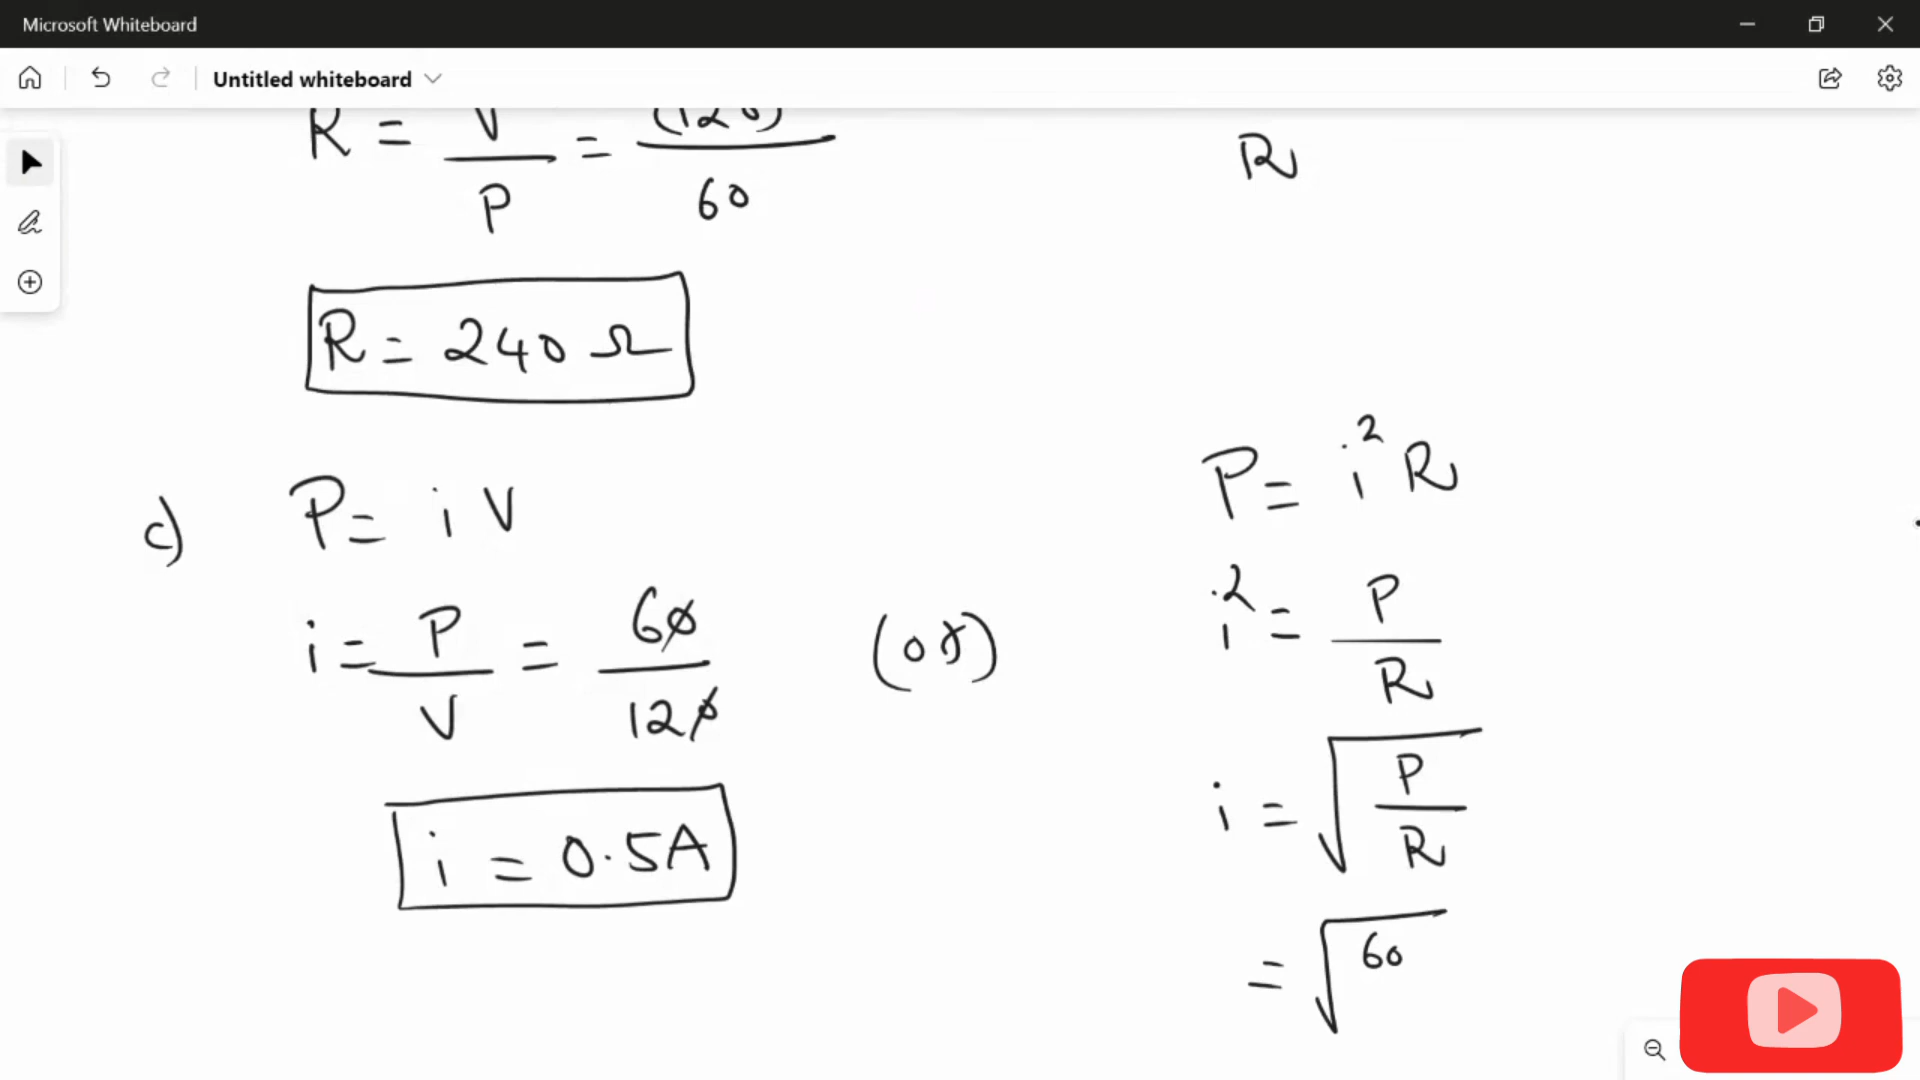 Microsoft Whiteboard
Untitled whiteboard
R = V / P = (120) / 60
R
R = 240 Ω
c) P = i V
i = P / V = 60 / 120
i = 0.5A
(or)
P = i² R
i² = P / R
i = √(P / R)
= √60